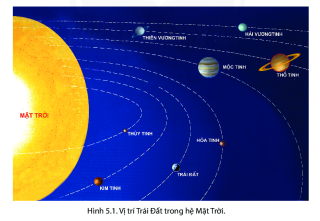 HẢI VƯƠNG TINH
THIÊN VƯƠNG TINH
MỘC TINH
THỔ TINH
MẶT TRỜI
THỦY TINH
HỎA TINH
TRÁI ĐẤT
KIM TINH
Hình 5.1. Vị trí Trái Đất trong hệ Mặt Trời.